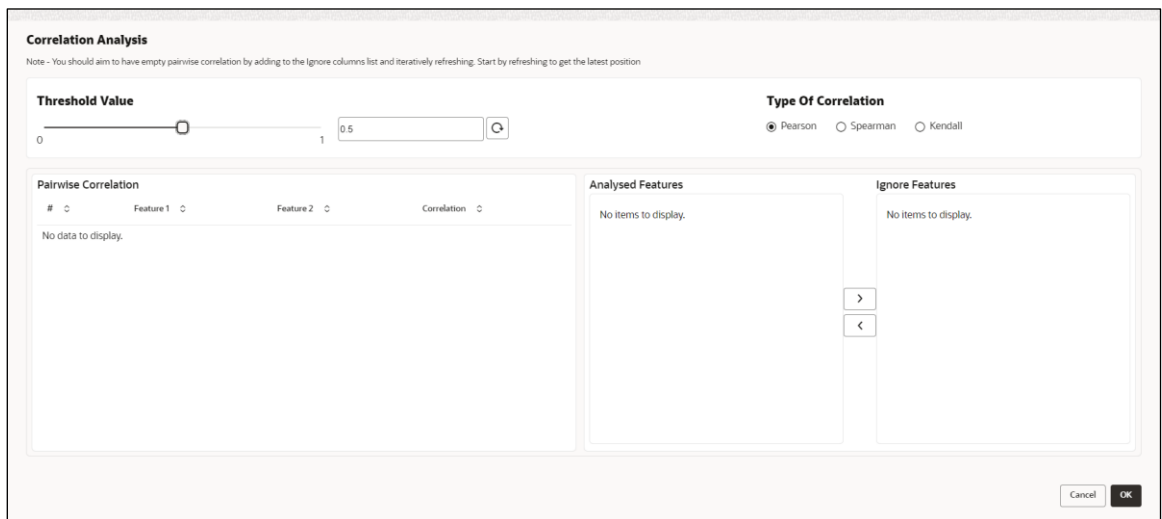 Correlation Analysis
Note - You should aim to have empty pairwise correlation by adding to the Ignore columns list and iteratively refreshing. Start by refreshing to get the latest position
Threshold Value
0
1
0.5
Type Of Correlation
Pearson Spearman Kendall
Pairwise Correlation
# Feature 1 Feature 2 Correlation
No data to display.
Analysed Features
No items to display.
>
<
Ignore Features
No items to display.
Cancel OK